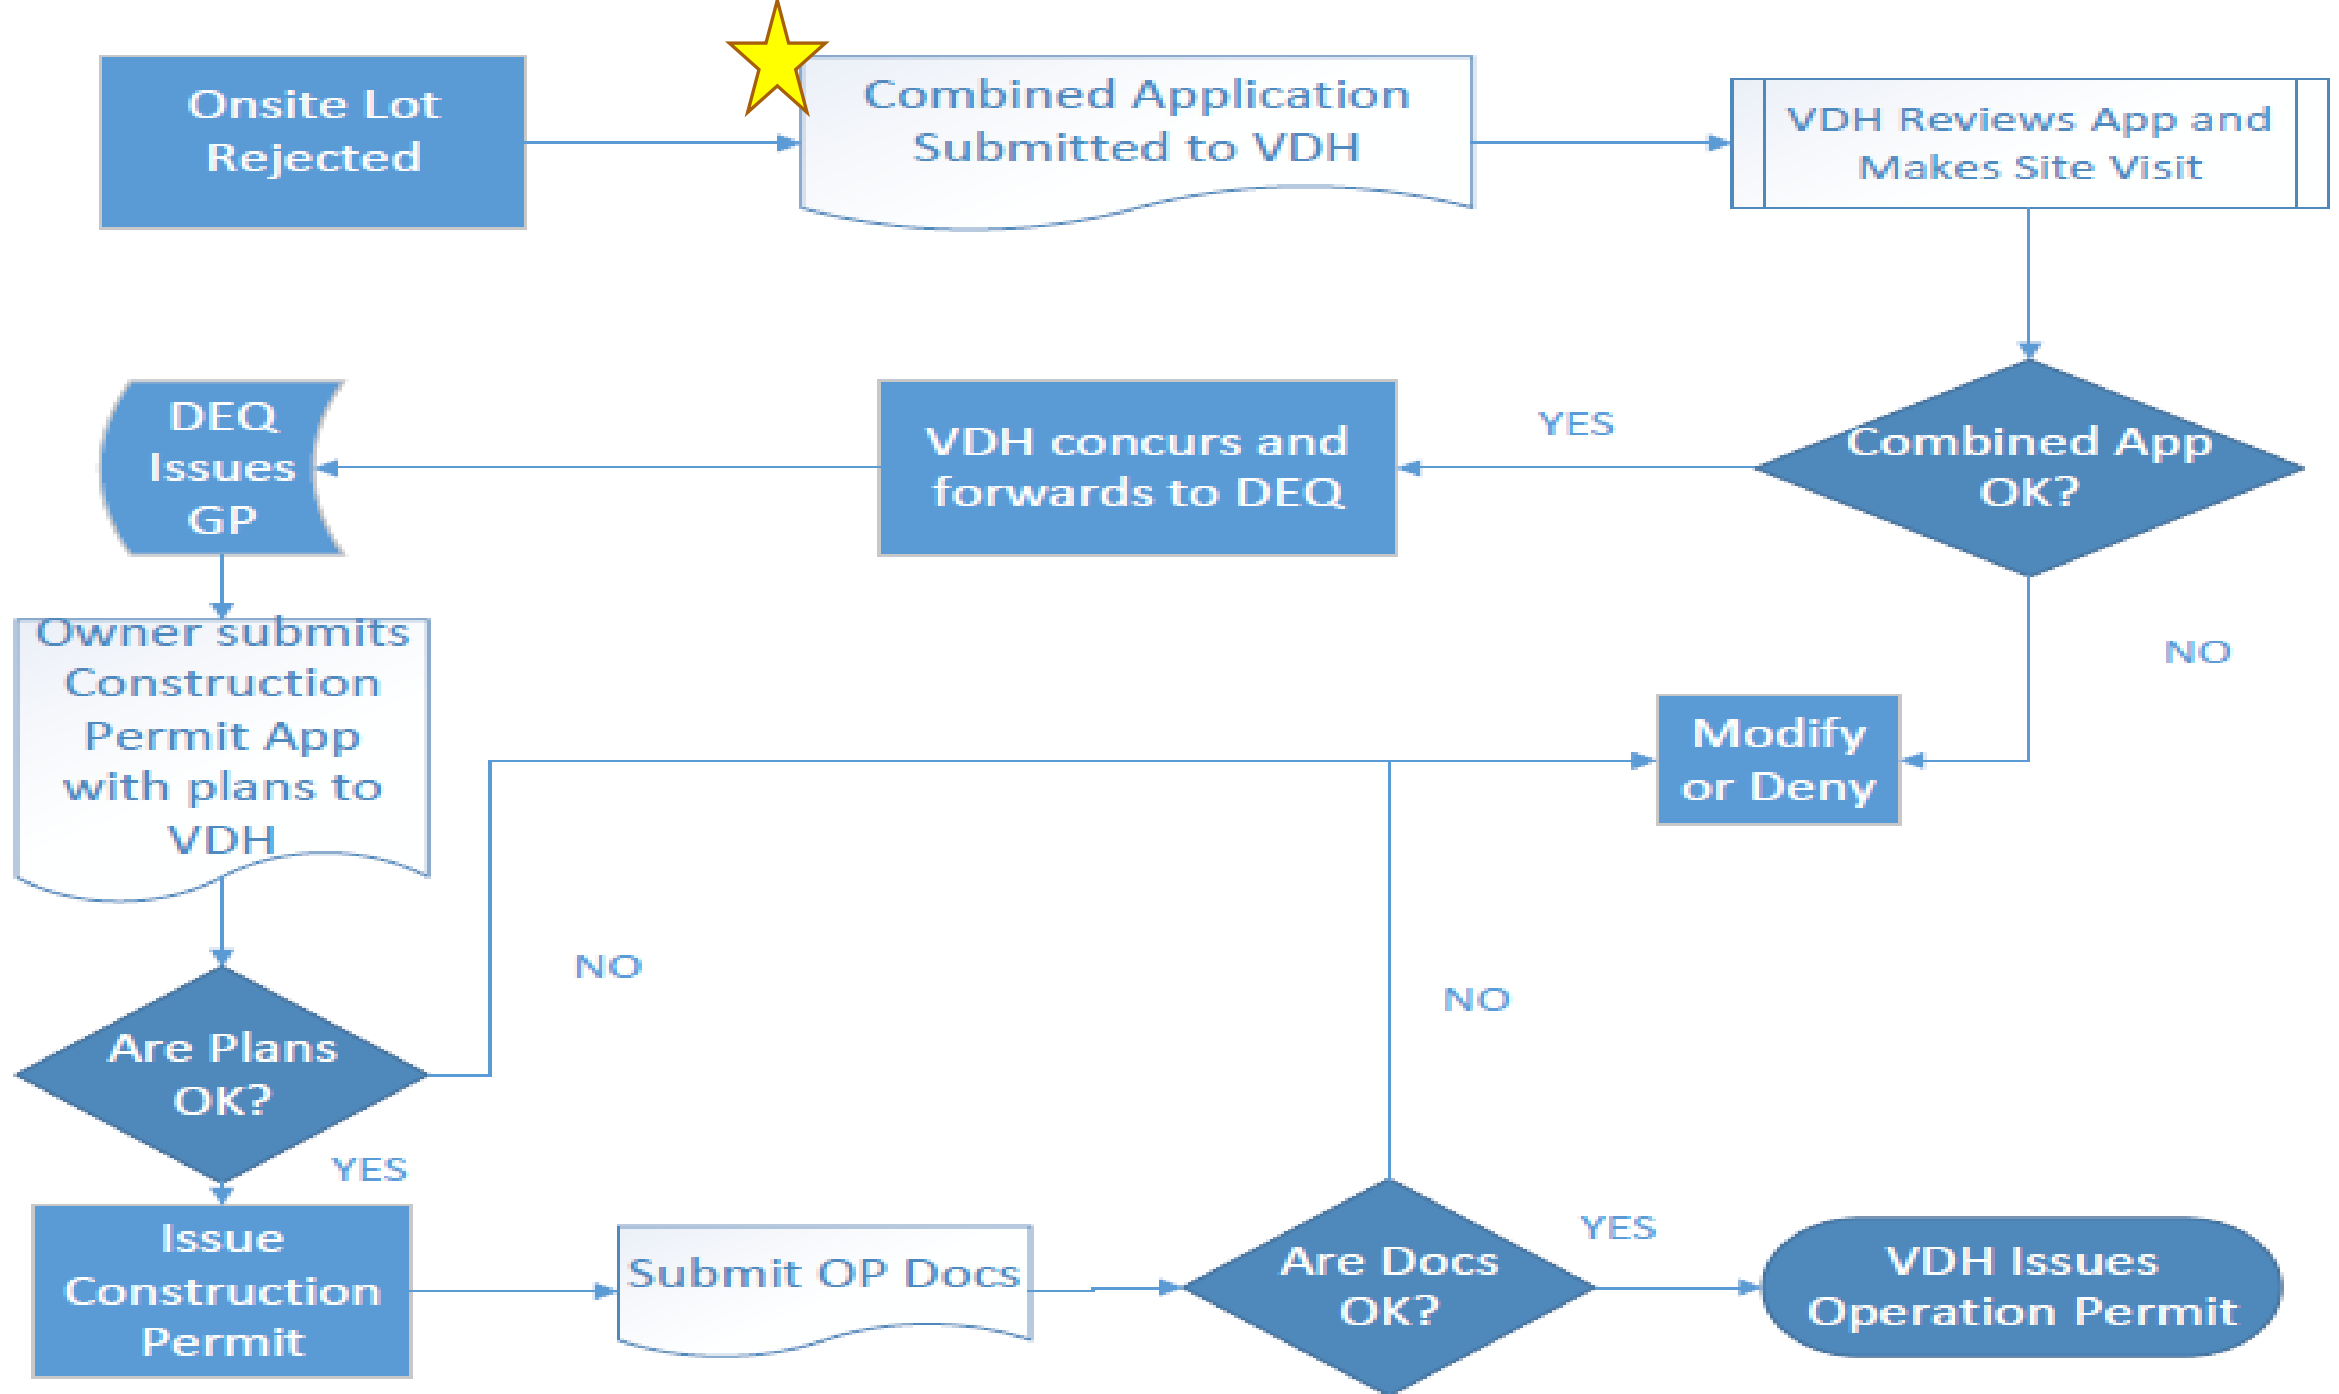 Onsite Lot
Rejected
Combined Application
Submitted to VDH
VDH Reviews App and
Makes Site Visit
Combined App
OK?
YES
VDH concurs and
forwards to DEQ
DEQ
Issues
GP
NO
Owner submits
Construction
Permit App
with plans to
VDH
Modify
or Deny
NO
NO
Are Plans
OK?
YES
Issue
Construction
Permit
Submit OP Docs
Are Docs
OK?
YES
VDH Issues
Operation Permit